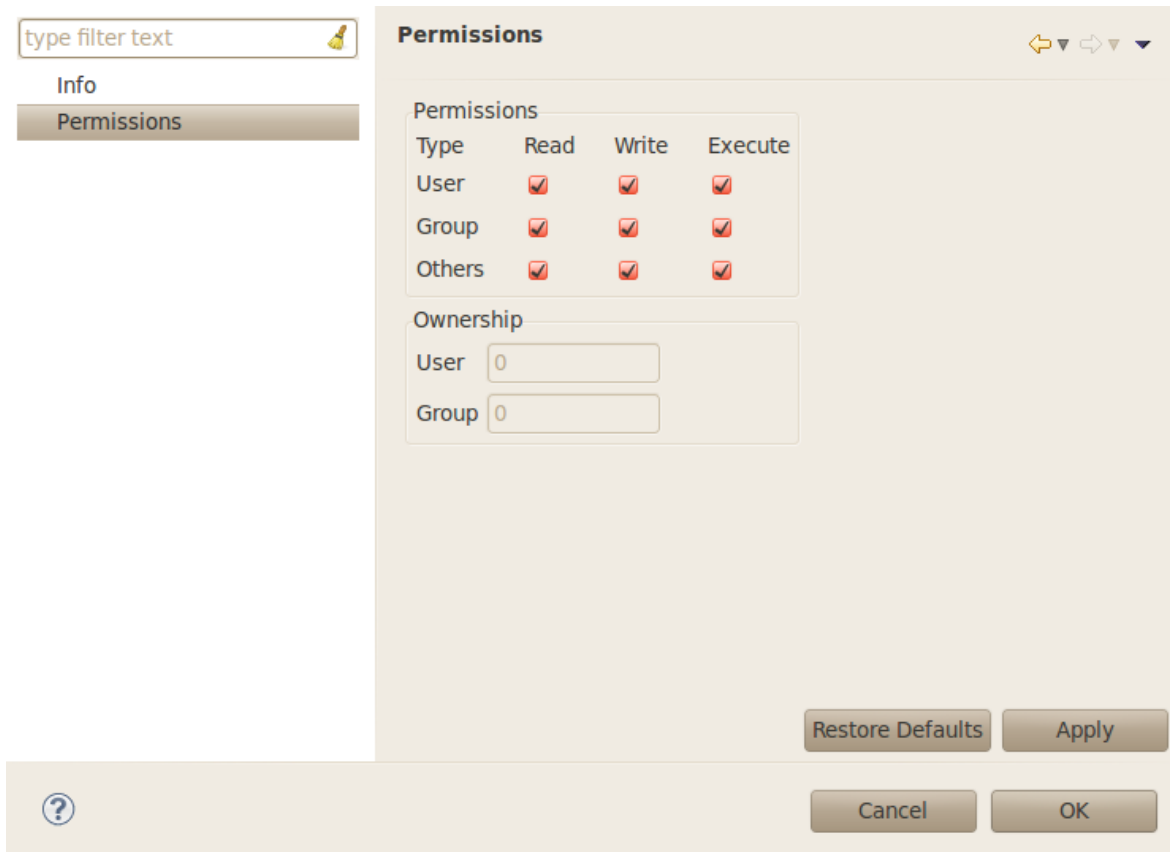 type filter text
Info
Permissions
Permissions
Permissions
Type Read Write Execute
User
Group
Others
Ownership
User 0
Group 0
Restore Defaults Apply
? Cancel OK